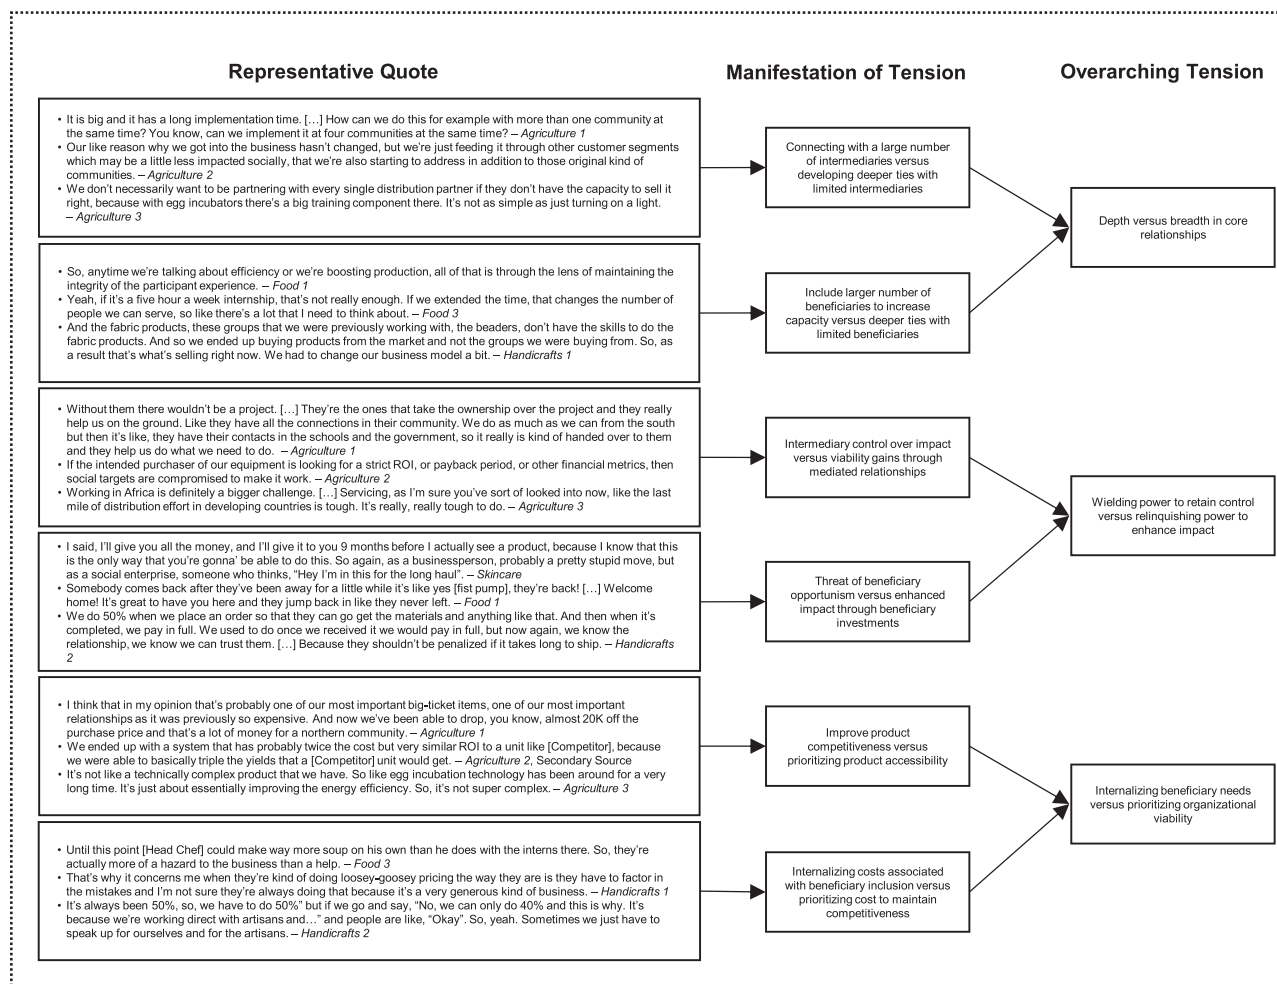 Representative Quote
Manifestation of Tension
Overarching Tension
• It is big and it has a long implementation time. […] How can we do this for example with more than one community at
the same time? You know, can we implement it at four communities at the same time? – Agriculture 1
• Our like reason why we got into the business hasn’t changed, but we’re just feeding it through other customer segments
which may be a little less impacted socially, that we’re also starting to address in addition to those original kind of
communities. – Agriculture 2
• We don’t necessarily want to be partnering with every single distribution partner if they don’t have the capacity to sell it
right, because with egg incubators there’s a big training component there. It’s not as simple as just turning on a light.
– Agriculture 3
Connecting with a large number
of intermediaries versus
developing deeper ties with
limited intermediaries
Depth versus breadth in core
relationships
• So, anytime we’re talking about efficiency or we’re boosting production, all of that is through the lens of maintaining the
integrity of the participant experience. – Food 1
• Yeah, if it’s a five hour a week internship, that’s not really enough. If we extended the time, that changes the number of
people we can serve, so like there’s a lot that I need to think about. – Food 3
• And the fabric products, these groups that we were previously working with, the beaders, don’t have the skills to do the
fabric products. And so we ended up buying products from the market and not the groups we were buying from. So, as
a result that’s what’s selling right now. We had to change our business model a bit. – Handicrafts 1
Include larger number of
beneficiaries to increase
capacity versus deeper ties with
limited beneficiaries
• Without them there wouldn’t be a project. […] They’re the ones that take the ownership over the project and they really
help us on the ground. Like they have all the connections in their community. We do as much as we can from the south
but then it’s like, they have their contacts in the schools and the government, so it really is kind of handed over to them
and they help us do what we need to do. – Agriculture 1
• If the intended purchaser of our equipment is looking for a strict ROI, or payback period, or other financial metrics, then
social targets are compromised to make it work. – Agriculture 2
• Working in Africa is definitely a bigger challenge. […] Servicing, as I’m sure you’ve sort of looked into now, like the last
mile of distribution effort in developing countries is tough. It’s really, really tough to do. – Agriculture 3
Intermediary control over impact
versus viability gains through
mediated relationships
Wielding power to retain control
versus relinquishing power to
enhance impact
• I said, I’ll give you all the money, and I’ll give it to you 9 months before I actually see a product, because I know that this
is the only way that you’re gonna’ be able to do this. So again, as a businessperson, probably a pretty stupid move, but
as a social enterprise, someone who thinks, “Hey I’m in this for the long haul”. – Skincare
• Somebody comes back after they’ve been away for a little while it’s like yes [fist pump], they’re back! […] Welcome
home! It’s great to have you here and they jump back in like they never left. – Food 1
• We do 50% when we place an order so that they can go get the materials and anything like that. And then when it’s
completed, we pay in full. We used to do once we received it we would pay in full, but now again, we know the
relationship, we know we can trust them. […] Because they shouldn’t be penalized if it takes long to ship. – Handicrafts
2
Threat of beneficiary
opportunism versus enhanced
impact through beneficiary
investments
• I think that in my opinion that’s probably one of our most important big-ticket items, one of our most important
relationships as it was previously so expensive. And now we’ve been able to drop, you know, almost 20K off the
purchase price and that’s a lot of money for a northern community. – Agriculture 1
• We ended up with a system that has probably twice the cost but very similar ROI to a unit like [Competitor], because
we were able to basically triple the yields that a [Competitor] unit would get. – Agriculture 2, Secondary Source
• It’s not like a technically complex product that we have. So like egg incubation technology has been around for a very
long time. It’s just about essentially improving the energy efficiency. So, it’s not super complex. – Agriculture 3
Improve product
competitiveness versus
prioritizing product accessibility
Internalizing beneficiary needs
versus prioritizing organizational
viability
• Until this point [Head Chef] could make way more soup on his own than he does with the interns there. So, they’re
actually more of a hazard to the business than a help. – Food 3
• That’s why it concerns me when they’re kind of doing loosey-goosey pricing the way they are is they have to factor in
the mistakes and I’m not sure they’re always doing that because it’s a very generous kind of business. – Handicrafts 1
• It’s always been 50%, so, we have to do 50%” but if we go and say, “No, we can only do 40% and this is why. It’s
because we’re working direct with artisans and…” and people are like, “Okay”. So, yeah. Sometimes we just have to
speak up for ourselves and for the artisans. – Handicrafts 2
Internalizing costs associated
with beneficiary inclusion versus
prioritizing cost to maintain
competitiveness